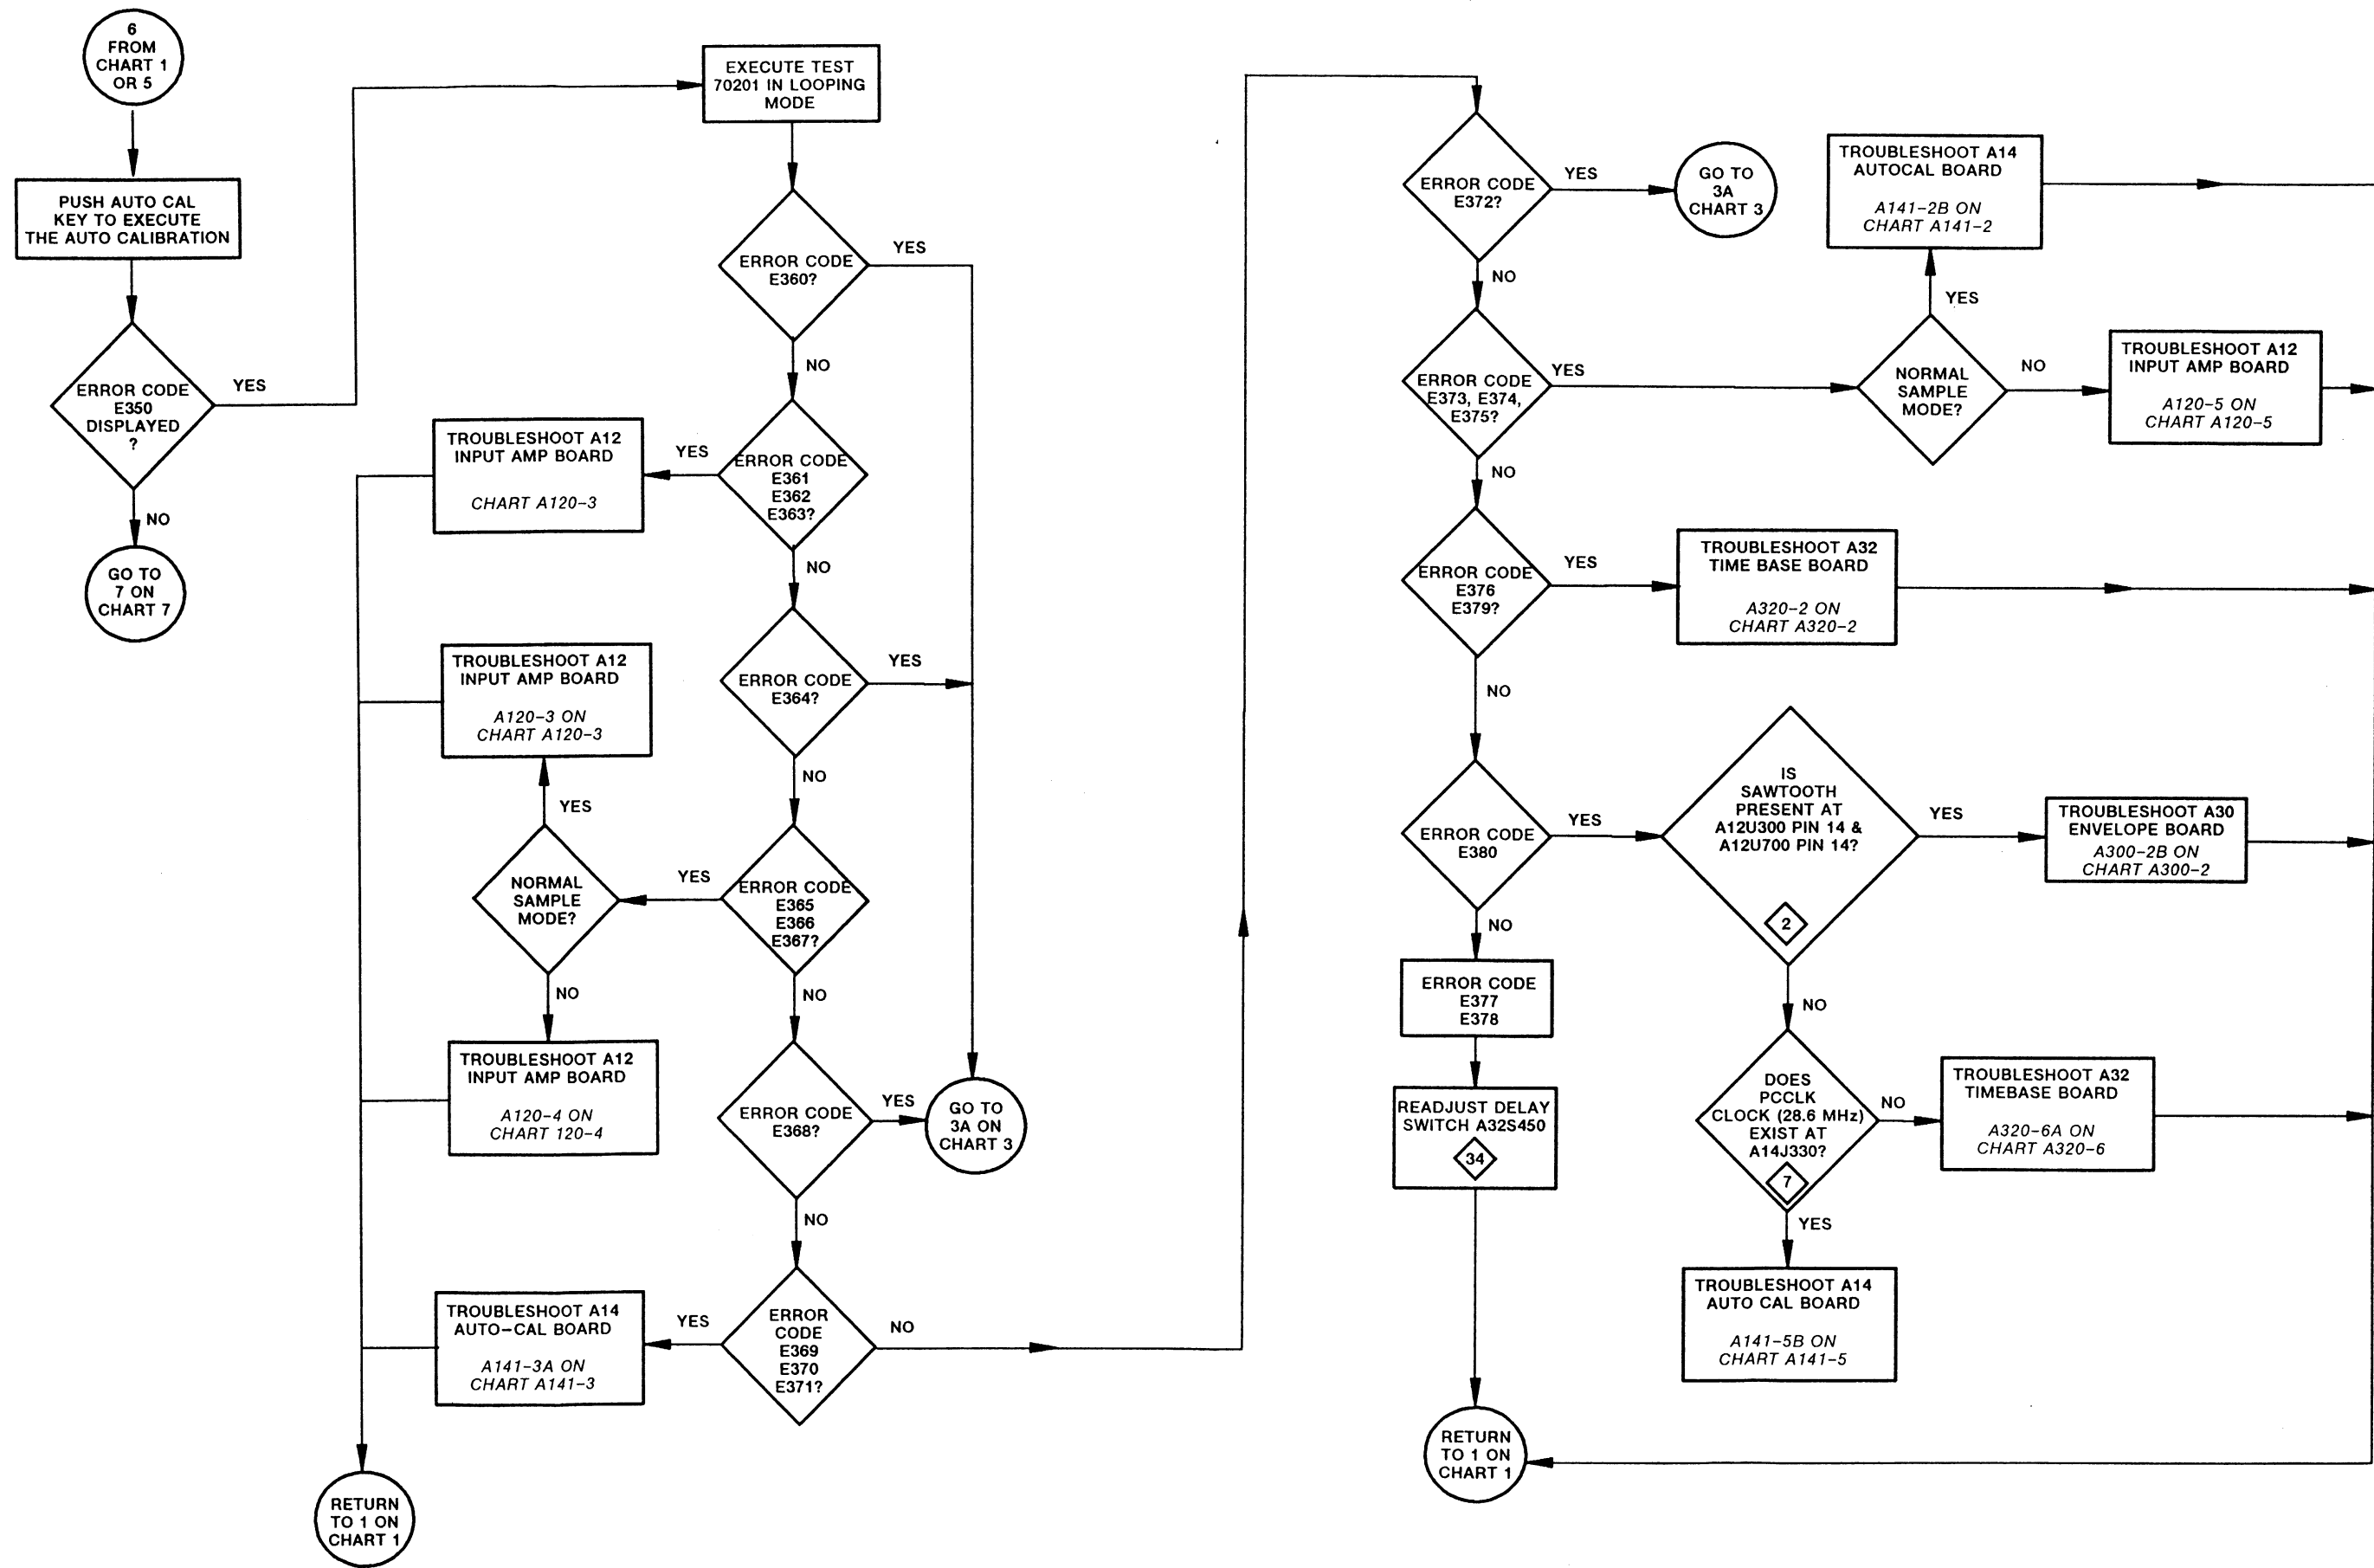 6
FROM
CHART 1
OR 5
PUSH AUTO CAL
KEY TO EXECUTE
THE AUTO CALIBRATION
ERROR CODE
E350
DISPLAYED
?
YES
NO
GO TO
7 ON
CHART 7
EXECUTE TEST
70201 IN LOOPING
MODE
ERROR CODE
E360?
YES
NO
ERROR CODE
E361
E362
E363?
YES
TROUBLESHOOT A12
INPUT AMP BOARD
CHART A120-3
NO
ERROR CODE
E364?
YES
NO
ERROR CODE
E365
E366
E367?
YES
NORMAL
SAMPLE
MODE?
YES
TROUBLESHOOT A12
INPUT AMP BOARD
A120-3 ON
CHART A120-3
NO
TROUBLESHOOT A12
INPUT AMP BOARD
A120-4 ON
CHART 120-4
NO
ERROR CODE
E368?
YES
GO TO
3A ON
CHART 3
NO
ERROR
CODE
E369
E370
E371?
YES
TROUBLESHOOT A14
AUTO-CAL BOARD
A141-3A ON
CHART A141-3
NO
RETURN
TO 1 ON
CHART 1
ERROR CODE
E372?
YES
GO TO
3A
CHART 3
NO
ERROR CODE
E373, E374,
E375?
YES
NORMAL
SAMPLE
MODE?
YES
TROUBLESHOOT A14
AUTOCAL BOARD
A141-2B ON
CHART A141-2
NO
TROUBLESHOOT A12
INPUT AMP BOARD
A120-5 ON
CHART A120-5
NO
ERROR CODE
E376
E379?
YES
TROUBLESHOOT A32
TIME BASE BOARD
A320-2 ON
CHART A320-2
NO
ERROR CODE
E380
YES
IS
SAWTOOTH
PRESENT AT
A12U300 PIN 14 &
A12U700 PIN 14?
2
YES
TROUBLESHOOT A30
ENVELOPE BOARD
A300-2B ON
CHART A300-2
NO
DOES
PCCLK
CLOCK (28.6 MHz)
EXIST AT
A14J330?
7
NO
TROUBLESHOOT A32
TIMEBASE BOARD
A320-6A ON
CHART A320-6
YES
TROUBLESHOOT A14
AUTO CAL BOARD
A141-5B ON
CHART A141-5
NO
ERROR CODE
E377
E378
READJUST DELAY
SWITCH A32S450
34
RETURN
TO 1 ON
CHART 1